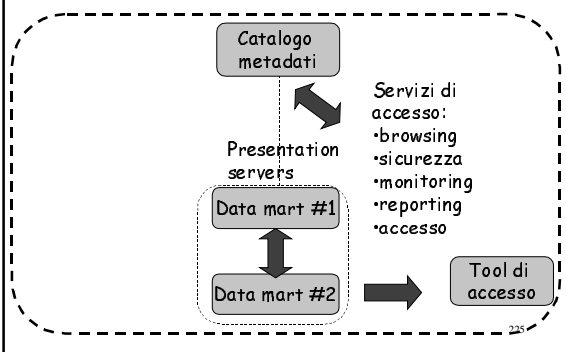 Catalogo
metadati
Servizi di
accesso:
•browsing
•sicurezza
•monitoring
•reporting
•accesso
Presentation
servers
Data mart #1
Data mart #2
Tool di
accesso
225